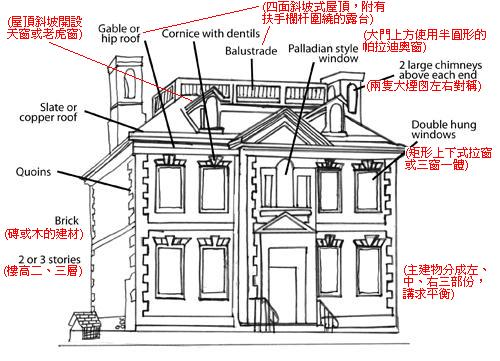 (屋頂斜坡開設
天窗或老虎窗)
Gable or
hip roof
Cornice with dentils
(四面斜坡式屋頂，附有
扶手欄杆圍繞的露台)
Balustrade
Palladian style
window
(大門上方使用半圓形的
帕拉迪奧窗)
2 large chimneys
above each end
(兩隻大煙囪左右對稱)
Slate or
copper roof
Double hung
windows
(矩形上下式拉窗
或三窗一體)
Quoins
Brick
(磚或木的建材)
2 or 3 stories
(樓高二、三層)
(主建物分成左、
中、右三部份，
講求平衡)